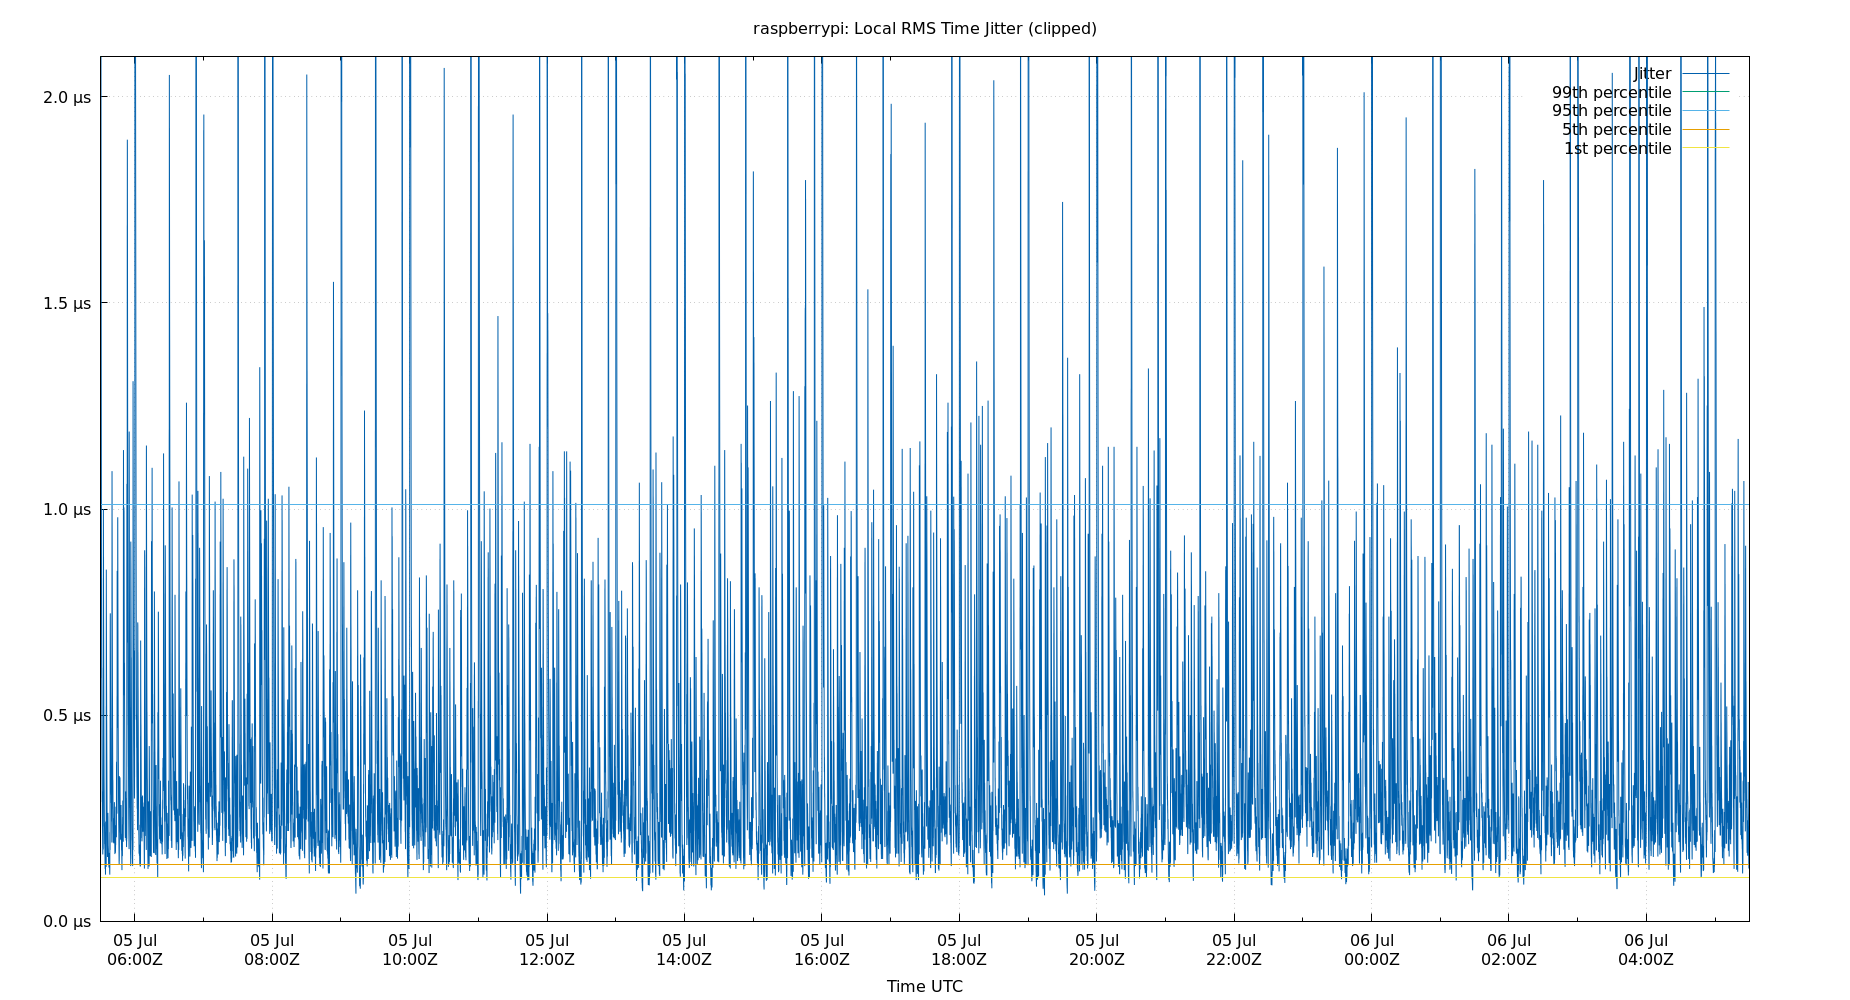 raspberrypi: Local RMS Time Jitter (clipped)
Jitter
99th percentile
95th percentile
5th percentile
1st percentile
2.0 µs
1.5 µs
1.0 µs
0.5 µs
0.0 µs
05 Jul 05 Jul 05 Jul 05 Jul 05 Jul 05 Jul 05 Jul 05 Jul 05 Jul 06 Jul 06 Jul 06 Jul
06:00Z 08:00Z 10:00Z 12:00Z 14:00Z 16:00Z 18:00Z 20:00Z 22:00Z 00:00Z 02:00Z 04:00Z
Time UTC